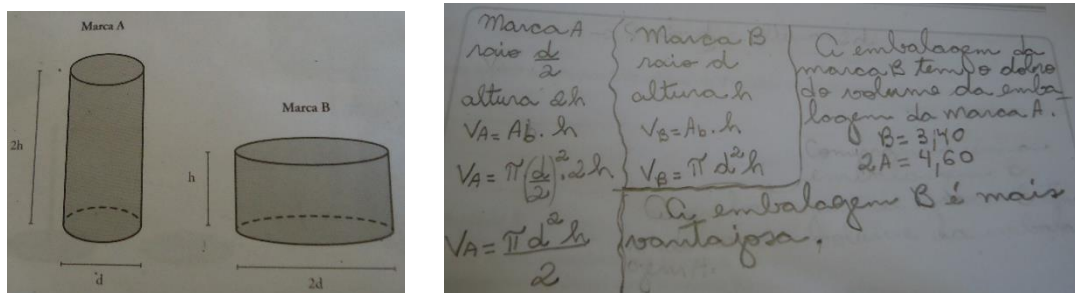 Marca A
2h
d
Marca B
h
2d
Marca A
raio d/2
altura 2h
VA = Ab . h
VA = π(d/2)² . 2h
VA = πd²h/2
Marca B
raio d
altura h
VB = Ab . h
VB = π d² h
A embalagem da
marca B tem o dobro
do volume da emba-
lagem da marca A.
B = 3,40
2A = 4,60
A embalagem B é mais
vantajosa.